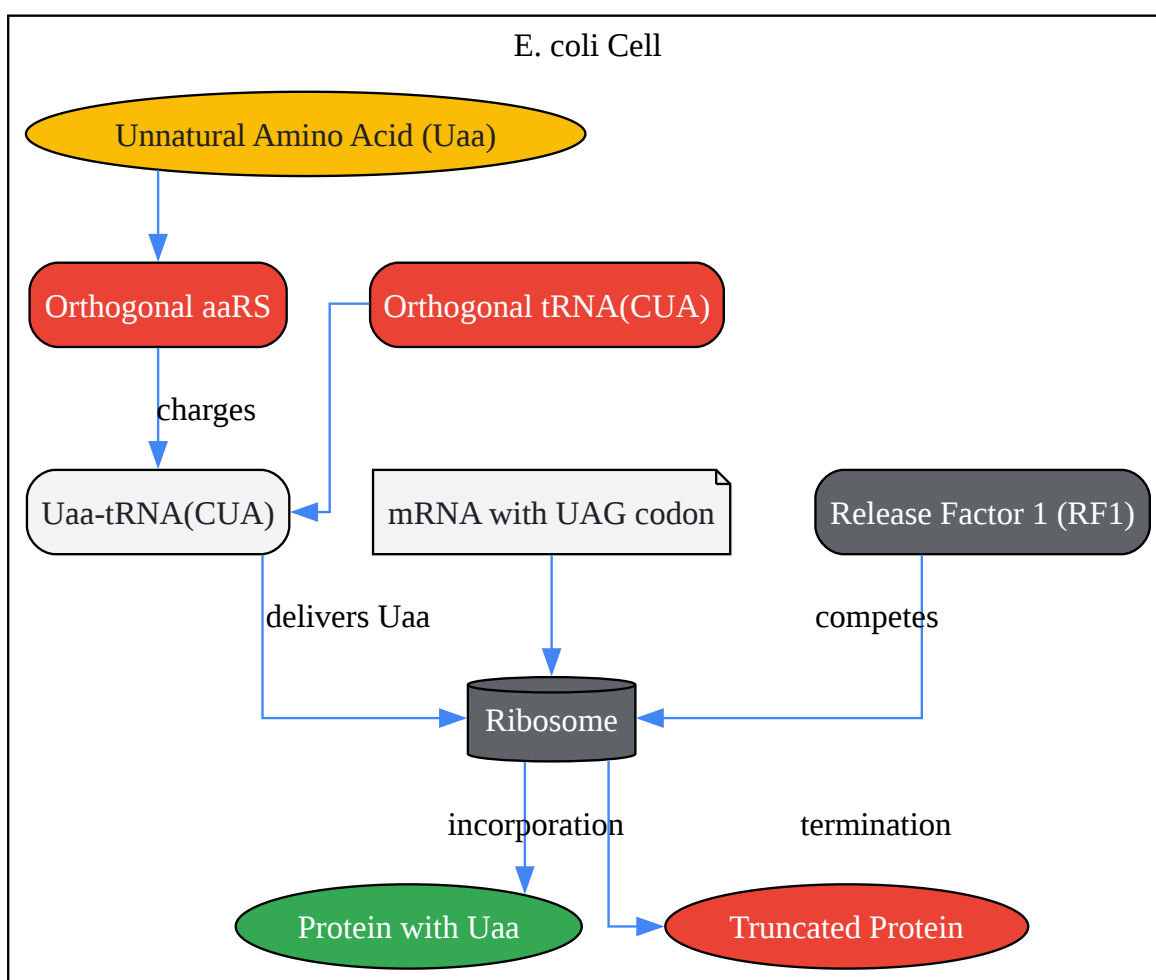 E. coli Cell
Unnatural Amino Acid (Uaa)
Orthogonal aaRS
Orthogonal tRNA(CUA)
charges
Uaa-tRNA(CUA)
mRNA with UAG codon
Release Factor 1 (RF1)
delivers Uaa
competes
Ribosome
incorporation
termination
Protein with Uaa
Truncated Protein